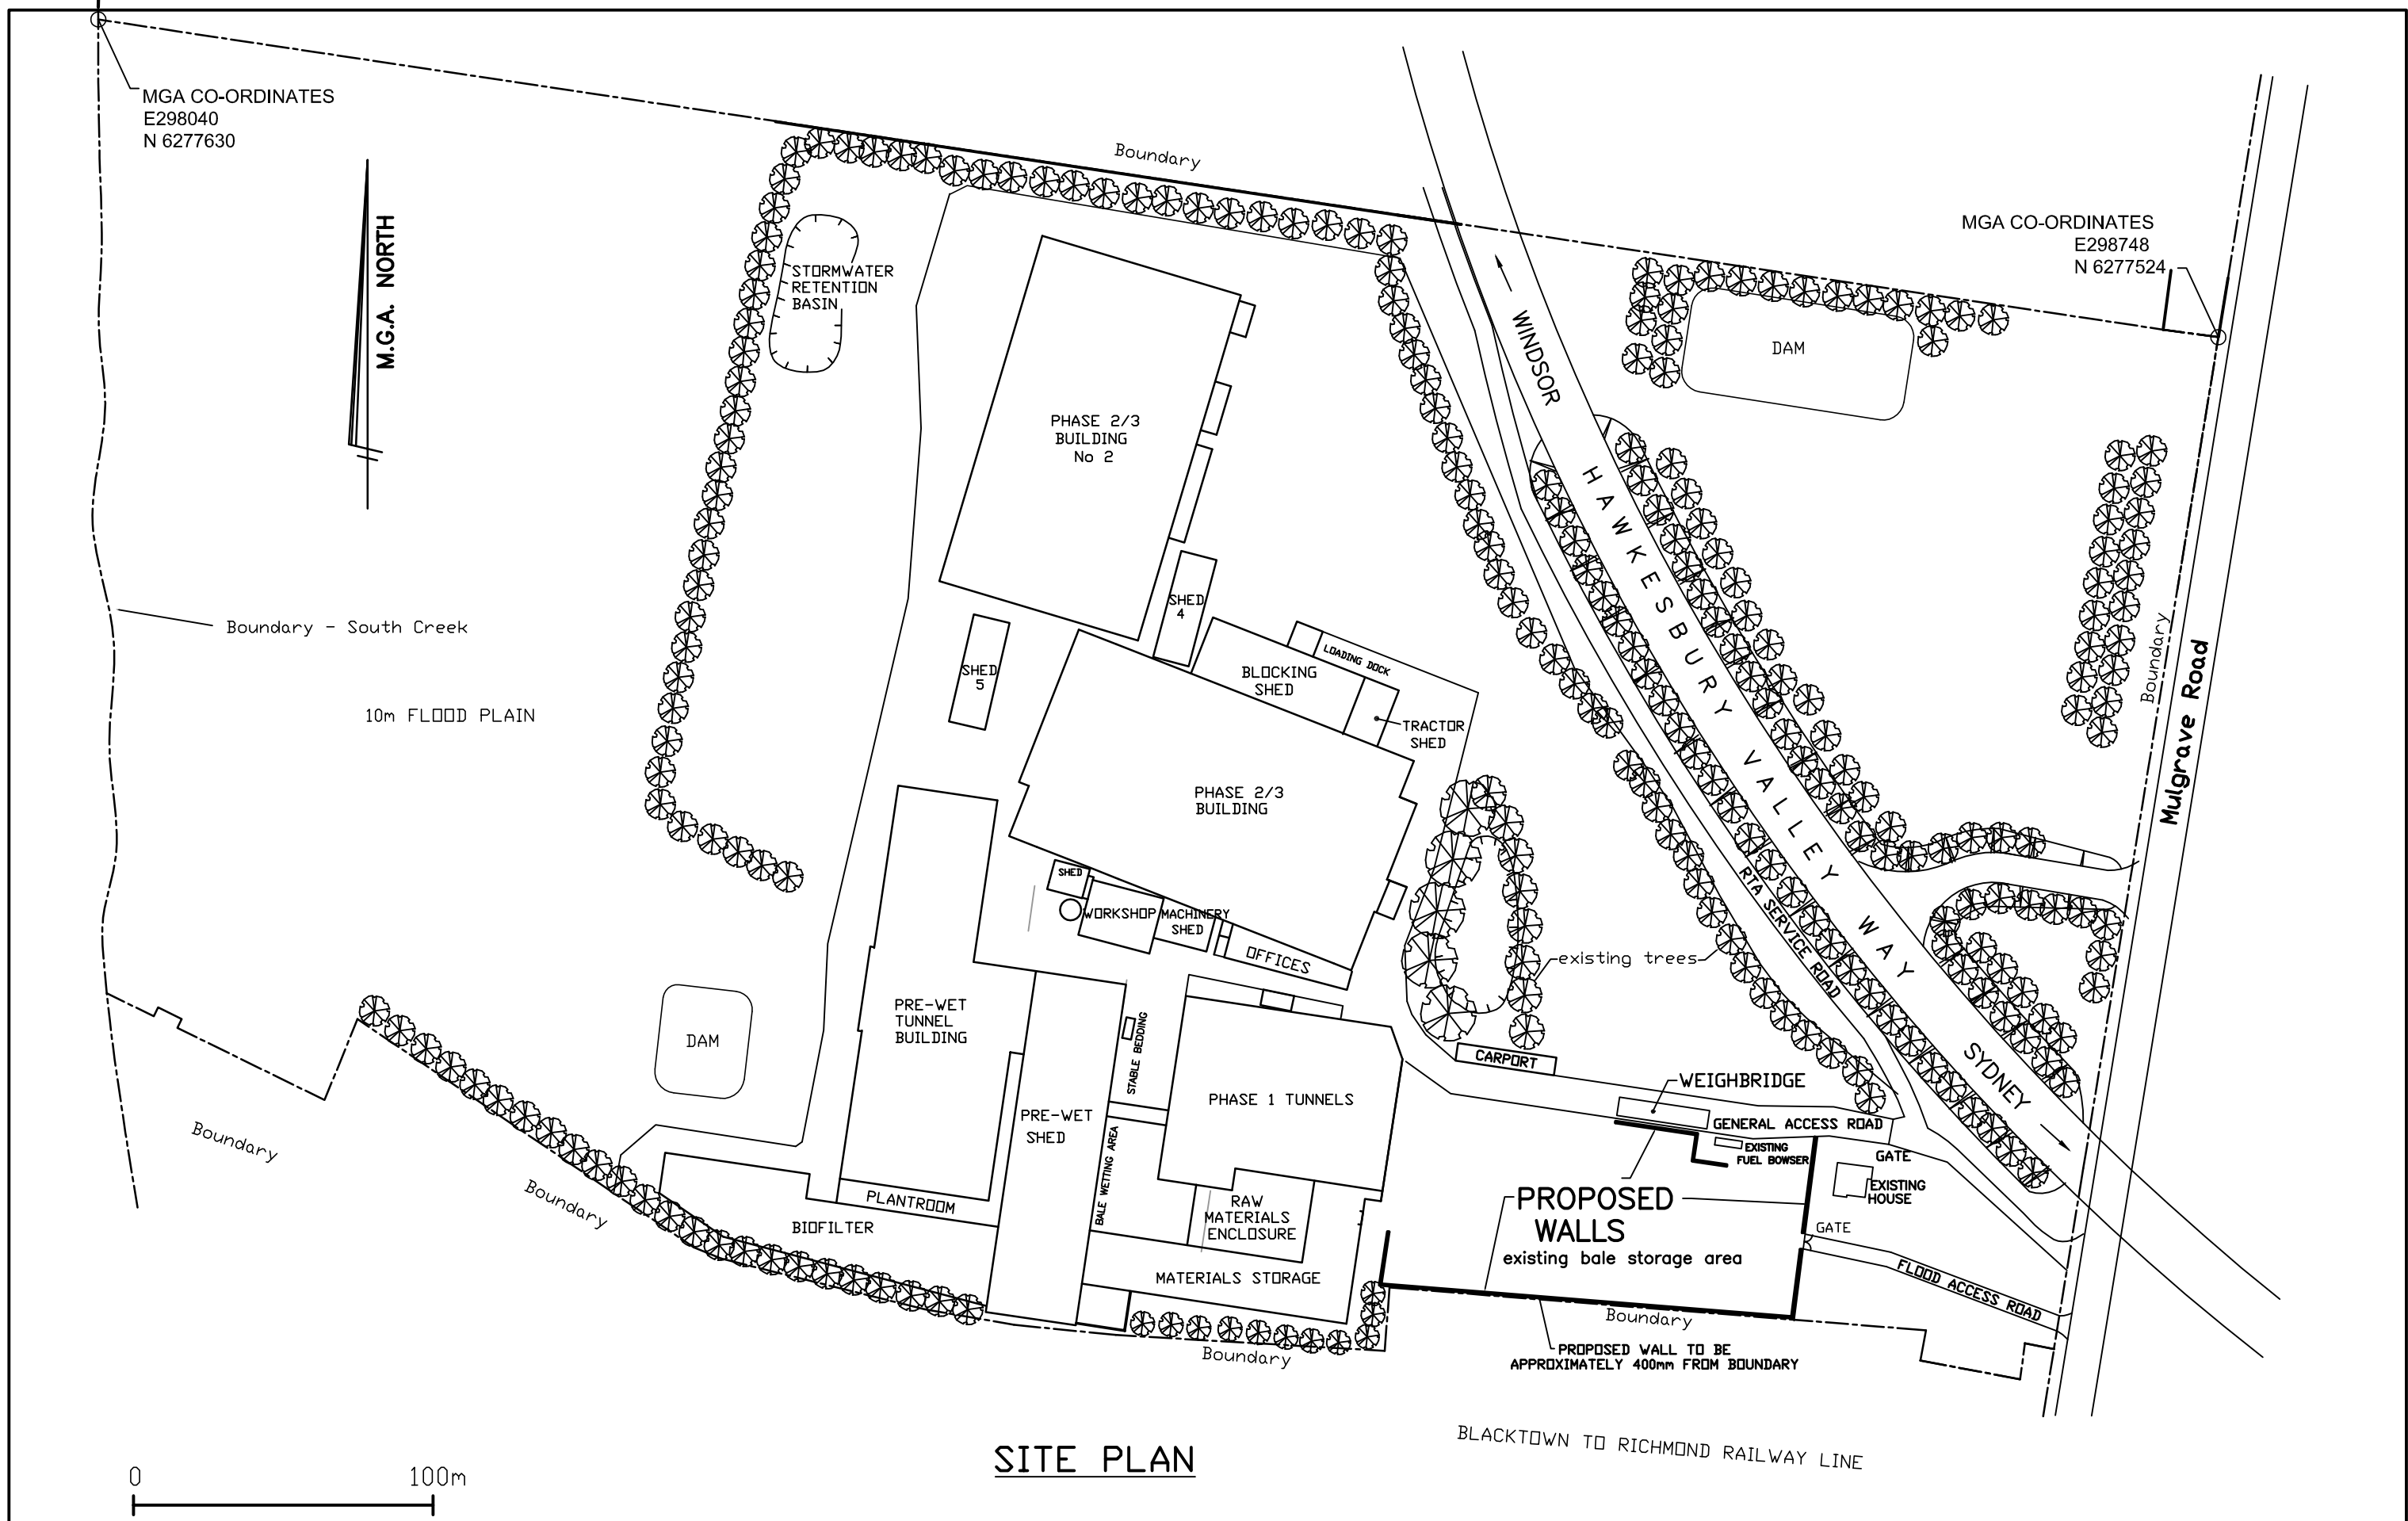 MGA CO-ORDINATES
E298040
N 6277630
M.G.A. NORTH
Boundary
MGA CO-ORDINATES
E298748
N 6277524
STORMWATER
RETENTION
BASIN
WINDSOR
DAM
PHASE 2/3
BUILDING
No 2
HAWKESBURY VALLEY WAY
SHED
4
Boundary - South Creek
Boundary
Mulgrave Road
LOADING DOCK
BLOCKING
SHED
SHED
5
10m FLOOD PLAIN
TRACTOR
SHED
PHASE 2/3
BUILDING
SHED
WORKSHOP
MACHINERY
SHED
OFFICES
RTA SERVICE ROAD
existing trees
PRE-WET
TUNNEL
BUILDING
STABLE BEDDING
DAM
CARPORT
SYDNEY
WEIGHBRIDGE
PHASE 1 TUNNELS
PRE-WET
SHED
GENERAL ACCESS ROAD
BALE WETTING AREA
EXISTING
FUEL BOWSER
GATE
Boundary
EXISTING
HOUSE
Boundary
PLANTROOM
BIOFILTER
RAW
MATERIALS
ENCLOSURE
PROPOSED
WALLS
existing bale storage area
GATE
MATERIALS STORAGE
FLOOD ACCESS ROAD
Boundary
Boundary
PROPOSED WALL TO BE
APPROXIMATELY 400mm FROM BOUNDARY
BLACKTOWN TO RICHMOND RAILWAY LINE
SITE PLAN
0
100m